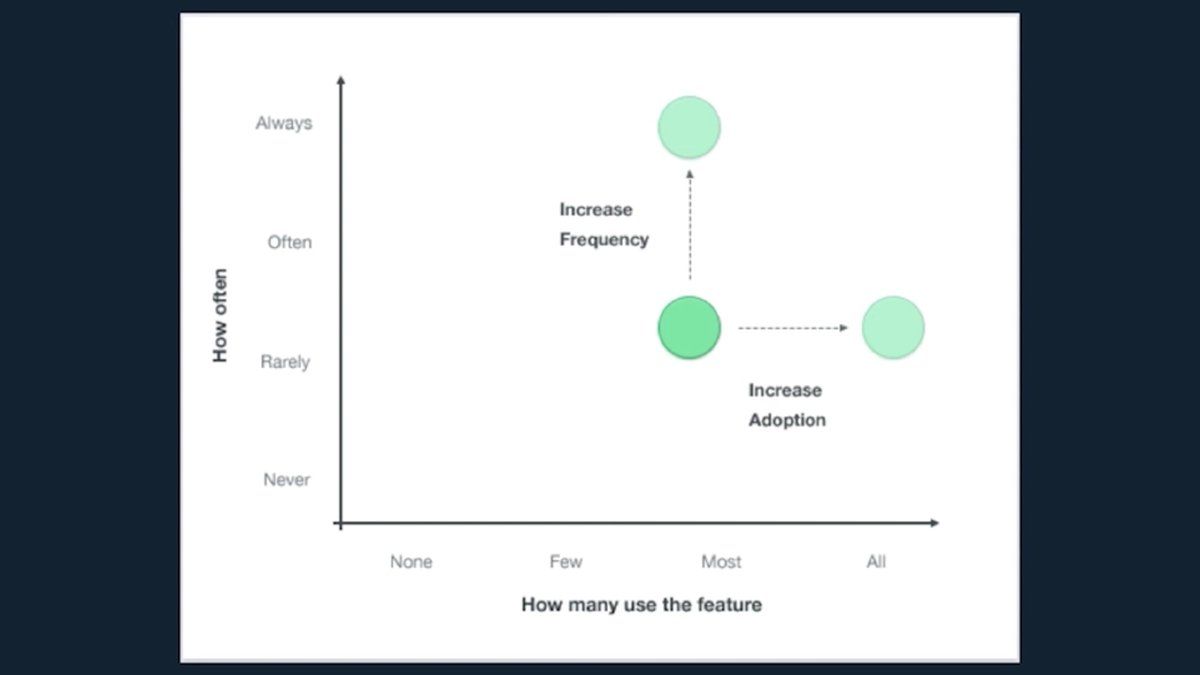 Always
Increase
Frequency
Often
How often
Rarely
Increase
Adoption
Never
None
Few
Most
All
How many use the feature